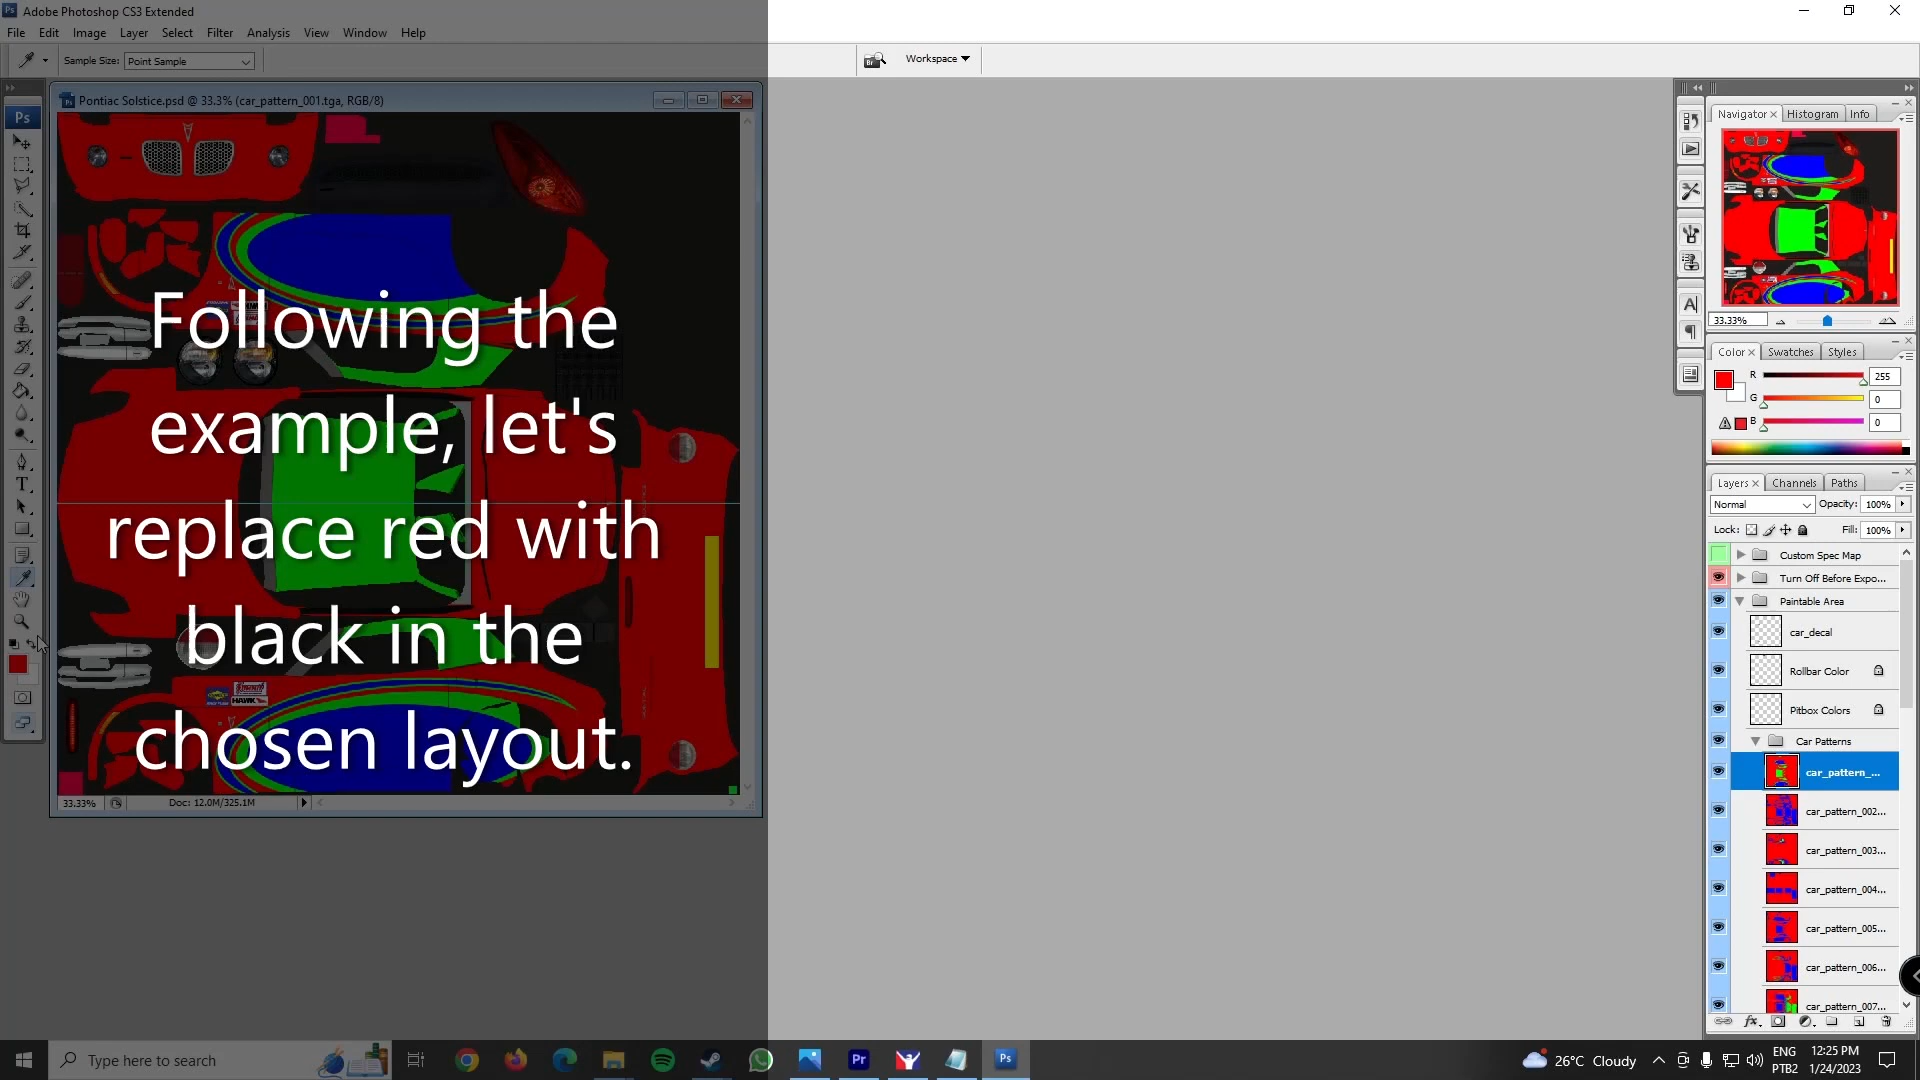 Adobe Photoshop CS3 Extended
File Edit Image Layer Select Filter Analysis View Window Help
Sample Size: Point Sample
Workspace
Pontiac Solstice.psd @ 33.3% (car_pattern_001.tga, RGB/8)
Ps
Following the
example, let's
replace red with
black in the
chosen layout.
HAWK
33.33% Doc: 12.0M/325.1M
Navigator Histogram Info
33.33%
Color Swatches Styles
R 255
G 0
B 0
Layers Channels Paths
Normal Opacity: 100%
Lock: Fill: 100%
Custom Spec Map
Turn Off Before Expo...
Paintable Area
car_decal
Rollbar Color
Pitbox Colors
Car Patterns
car_pattern_...
car_pattern_002...
car_pattern_003...
car_pattern_004...
car_pattern_005...
car_pattern_006...
car_pattern_007...
Type here to search
Pr
Ps
26°C Cloudy
ENG
PTB2
12:25 PM
1/24/2023